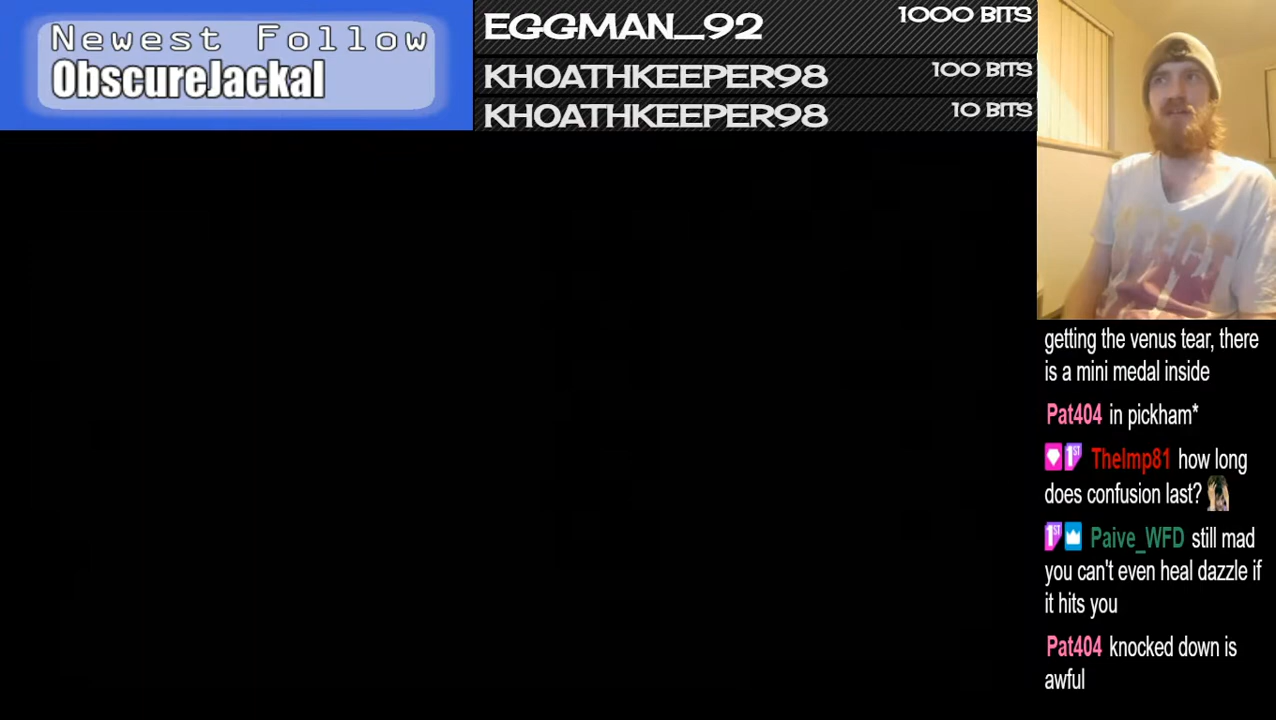 Newest Follow
ObscureJackal
EGGMAN_92 1000 BITS
KHOATHKEEPER98 100 BITS
KHOATHKEEPER98 10 BITS
getting the venus tear, there
is a mini medal inside
Pat404 in pickham*
TheImp81 how long
does confusion last?
Paive_WFD still mad
you can't even heal dazzle if
it hits you
Pat404 knocked down is
awful